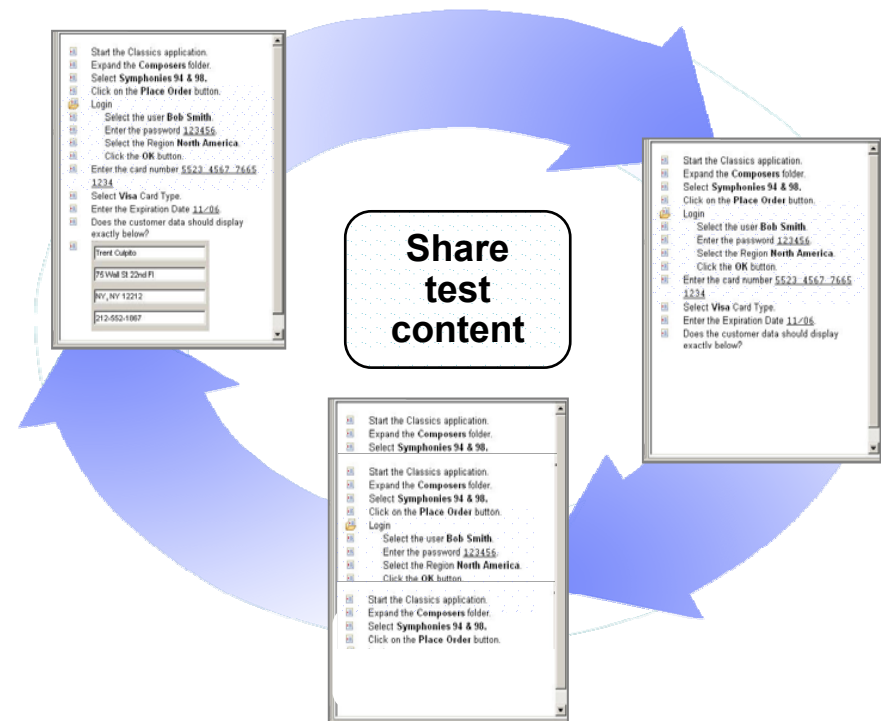 Start the Classics application.
Expand the Composers folder.
Select Symphonies 94 & 98.
Click on the Place Order button.
Login
Select the user Bob Smith.
Enter the password 123456.
Select the Region North America.
Click the OK button.
Enter the card number 5523 4567 7665
1234
Select Visa Card Type.
Enter the Expiration Date 11/06.
Does the customer data should display
exactly below?
Trent Culpito
75 Wall St 22nd Fl
NY, NY 12212
212-552-1867
Share
test
content
Start the Classics application.
Expand the Composers folder.
Select Symphonies 94 & 98.
Click on the Place Order button.
Login
Select the user Bob Smith.
Enter the password 123456.
Select the Region North America.
Click the OK button.
Enter the card number 5523 4567 7665
1234
Select Visa Card Type.
Enter the Expiration Date 11/06.
Does the customer data should display
exactly below?
Start the Classics application.
Expand the Composers folder.
Select Symphonies 94 & 98.
Start the Classics application.
Expand the Composers folder.
Select Symphonies 94 & 98.
Click on the Place Order button.
Login
Select the user Bob Smith.
Enter the password 123456.
Select the Region North America.
Click the OK button.
Start the Classics application.
Expand the Composers folder.
Select Symphonies 94 & 98.
Click on the Place Order button.